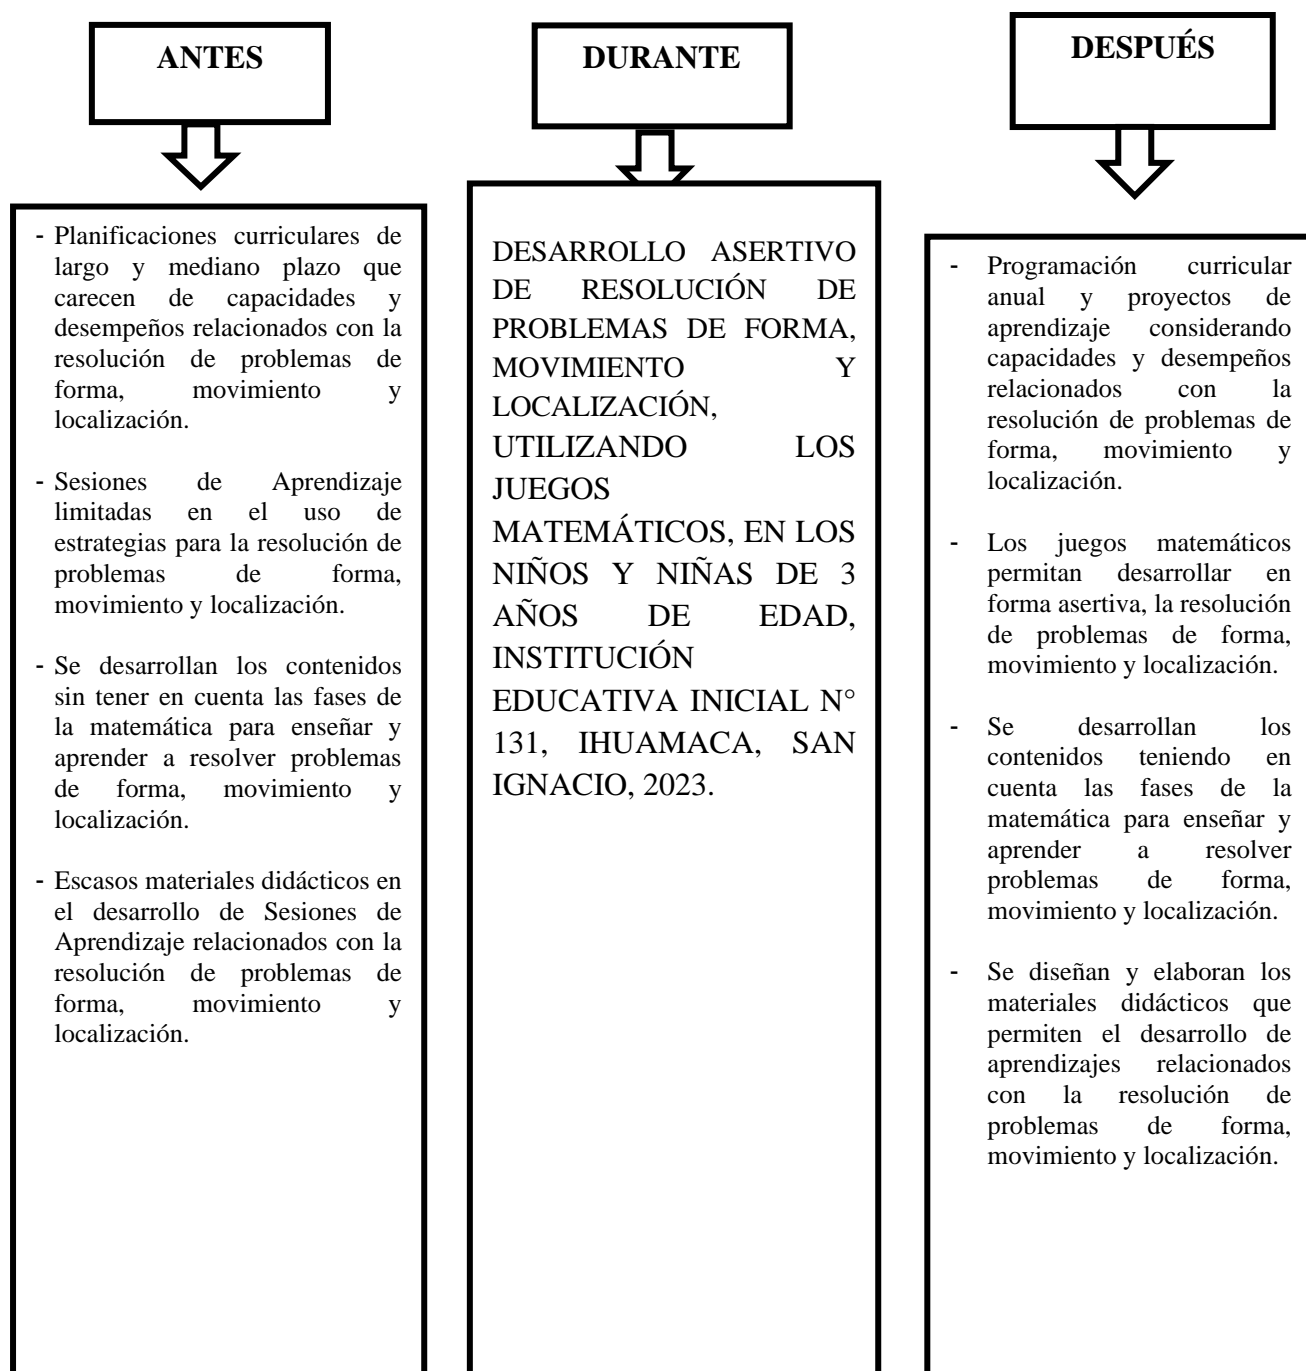 ANTES
- Planificaciones curriculares de
largo y mediano plazo que
carecen de capacidades y
desempeños relacionados con la
resolución de problemas de
forma, movimiento y
localización.
- Sesiones de Aprendizaje
limitadas en el uso de
estrategias para la resolución de
problemas de forma,
movimiento y localización.
- Se desarrollan los contenidos
sin tener en cuenta las fases de
la matemática para enseñar y
aprender a resolver problemas
de forma, movimiento y
localización.
- Escasos materiales didácticos en
el desarrollo de Sesiones de
Aprendizaje relacionados con la
resolución de problemas de
forma, movimiento y
localización.
DURANTE
DESARROLLO ASERTIVO
DE RESOLUCIÓN DE
PROBLEMAS DE FORMA,
MOVIMIENTO Y
LOCALIZACIÓN,
UTILIZANDO LOS
JUEGOS
MATEMÁTICOS, EN LOS
NIÑOS Y NIÑAS DE 3
AÑOS DE EDAD,
INSTITUCIÓN
EDUCATIVA INICIAL N°
131, IHUAMACA, SAN
IGNACIO, 2023.
DESPUÉS
- Programación curricular
anual y proyectos de
aprendizaje considerando
capacidades y desempeños
relacionados con la
resolución de problemas de
forma, movimiento y
localización.
- Los juegos matemáticos
permitan desarrollar en
forma asertiva, la resolución
de problemas de forma,
movimiento y localización.
- Se desarrollan los
contenidos teniendo en
cuenta las fases de la
matemática para enseñar y
aprender a resolver
problemas de forma,
movimiento y localización.
- Se diseñan y elaboran los
materiales didácticos que
permiten el desarrollo de
aprendizajes relacionados
con la resolución de
problemas de forma,
movimiento y localización.